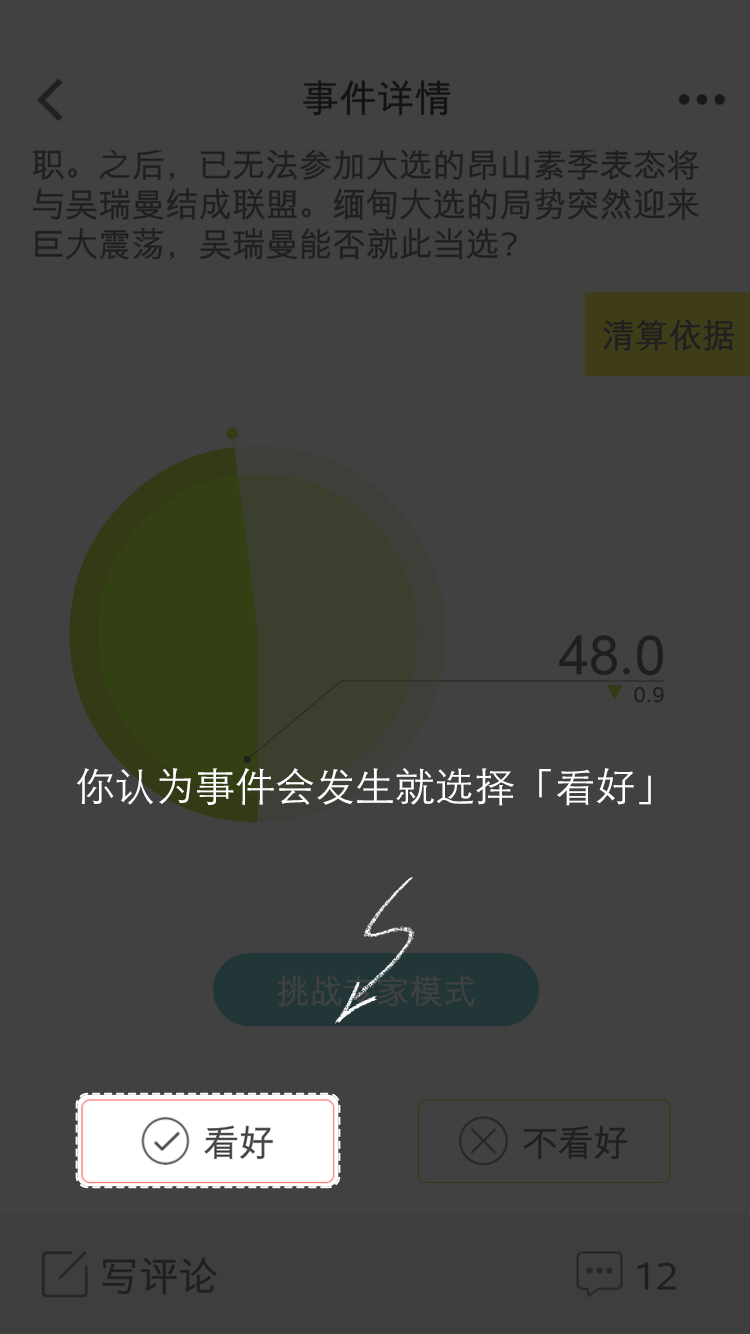 事件详情
职。之后，已无法参加大选的昂山素季表态将
与吴瑞曼结成联盟。缅甸大选的局势突然迎来
巨大震荡，吴瑞曼能否就此当选？
清算依据
48.0
0.9
你认为事件会发生就选择「看好」
挑战专家模式
看好
不看好
写评论
12